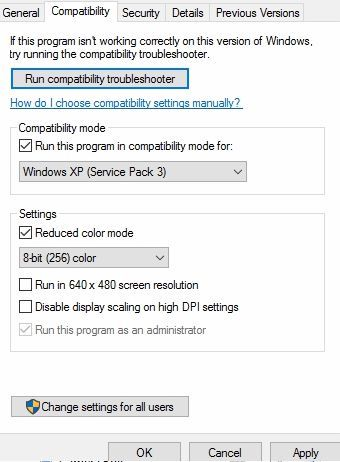 General Compatibility Security Details Previous Versions
If this program isn't working correctly on this version of Windows,
try running the compatibility troubleshooter.
Run compatibility troubleshooter
How do I choose compatibility settings manually?
Compatibility mode
Run this program in compatibility mode for:
Windows XP (Service Pack 3)
Settings
Reduced color mode
8-bit (256) color
Run in 640 x 480 screen resolution
Disable display scaling on high DPI settings
Run this program as an administrator
Change settings for all users
OK Cancel Apply